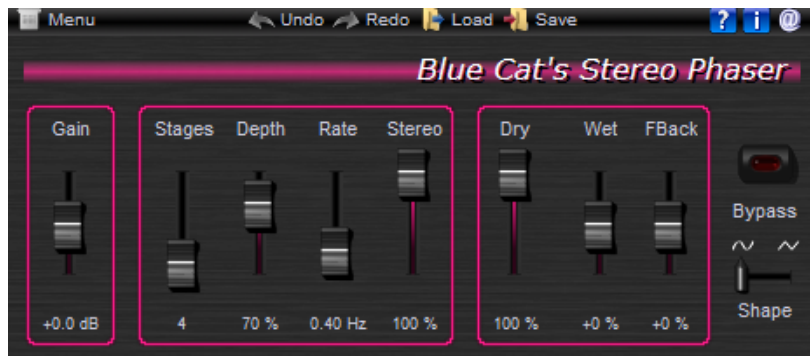 Menu Undo Redo Load Save ? i @
Blue Cat's Stereo Phaser
Gain Stages Depth Rate Stereo Dry Wet FBack
Bypass
Shape
+0.0 dB 4 70 % 0.40 Hz 100 % 100 % +0 % +0 %